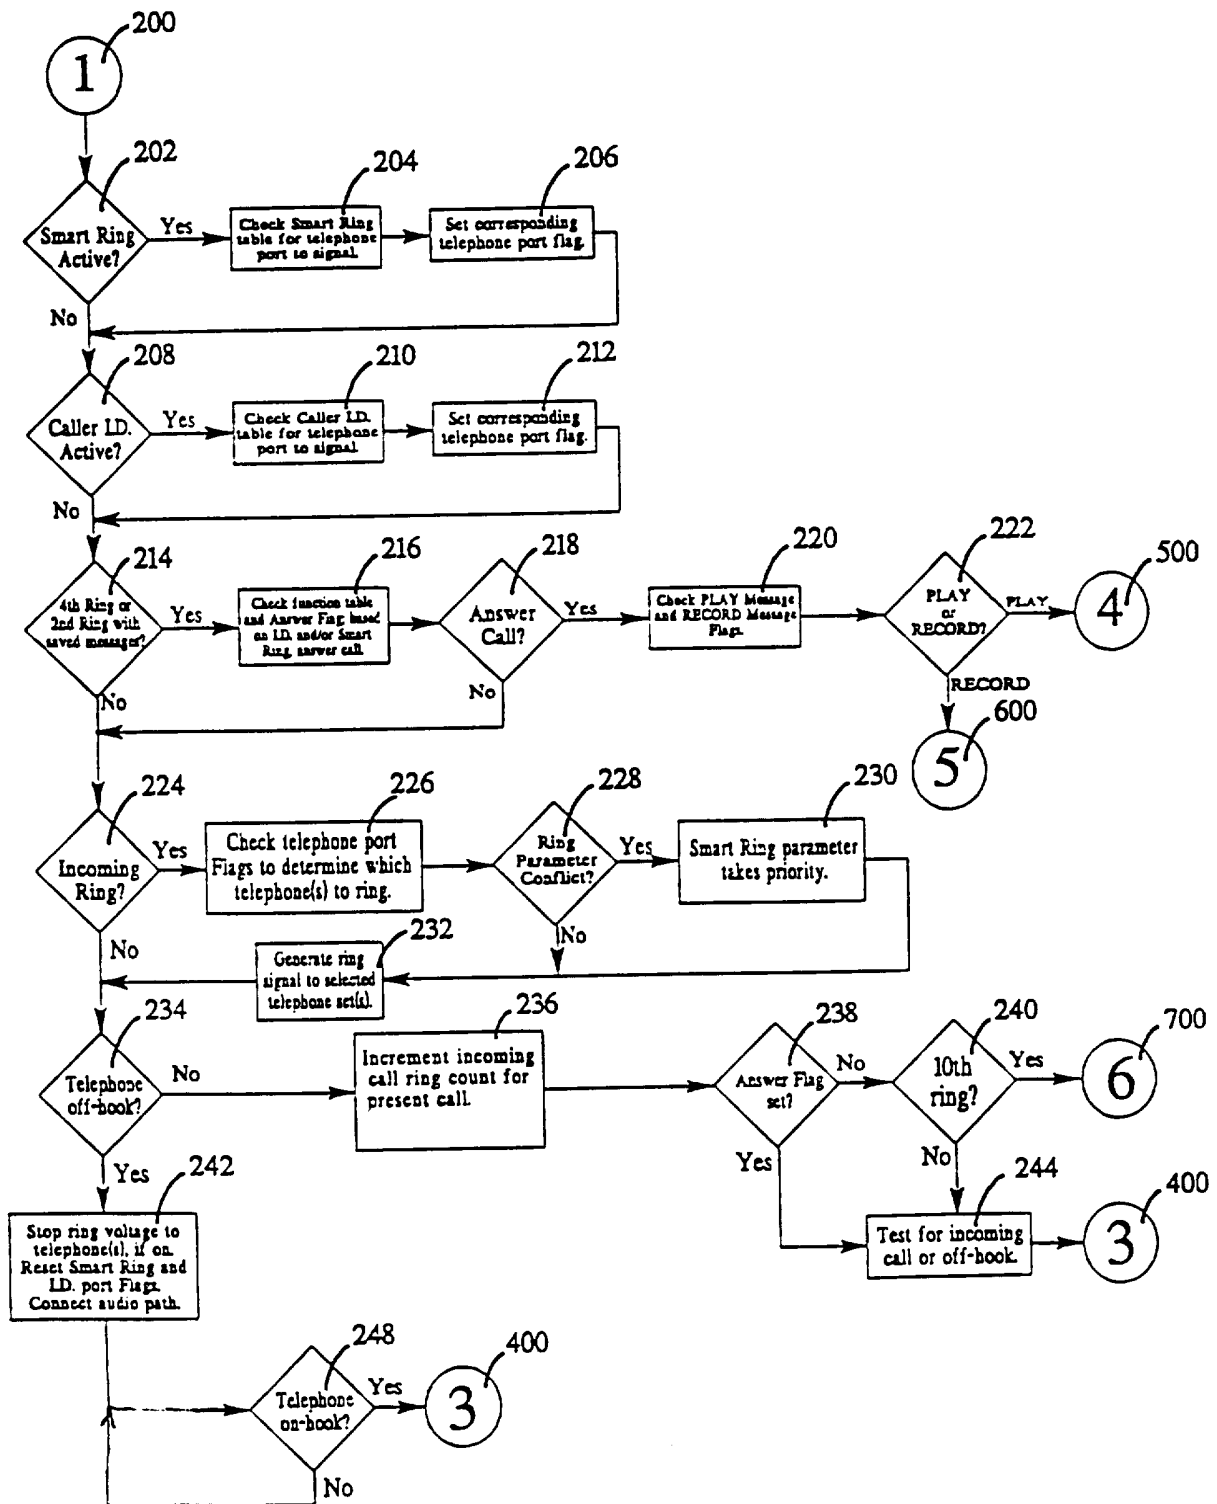 200
1
202
204
206
Smart Ring
Active?
Yes
Check Smart Ring
table for telephone
port to signal.
Set corresponding
telephone port flag.
No
208
210
212
Caller I.D.
Active?
Yes
Check Caller I.D.
table for telephone
port to signal.
Set corresponding
telephone port flag.
No
214
216
218
220
222
500
4th Ring or
2nd Ring with
saved messages?
Yes
Check function table
and Answer Flag based
on I.D. and/or Smart
Ring, answer call.
Answer
Call?
Yes
Check PLAY Message
and RECORD Message
Flags.
PLAY
or
RECORD?
PLAY
4
No
No
RECORD
600
5
224
226
228
230
Incoming
Ring?
Yes
Check telephone port
Flags to determine which
telephone(s) to ring.
Ring
Parameter
Conflict?
Yes
Smart Ring parameter
takes priority.
No
No
232
Generate ring
signal to selected
telephone set(s).
234
236
238
240
700
Telephone
off-hook?
No
Increment incoming
call ring count for
present call.
Answer Flag
set?
No
10th
ring?
Yes
6
Yes
242
Yes
No
244
400
Stop ring voltage to
telephone(s), if on.
Reset Smart Ring and
I.D. port Flags.
Connect audio path.
Test for incoming
call or off-hook.
3
248
400
Telephone
on-hook?
Yes
3
No